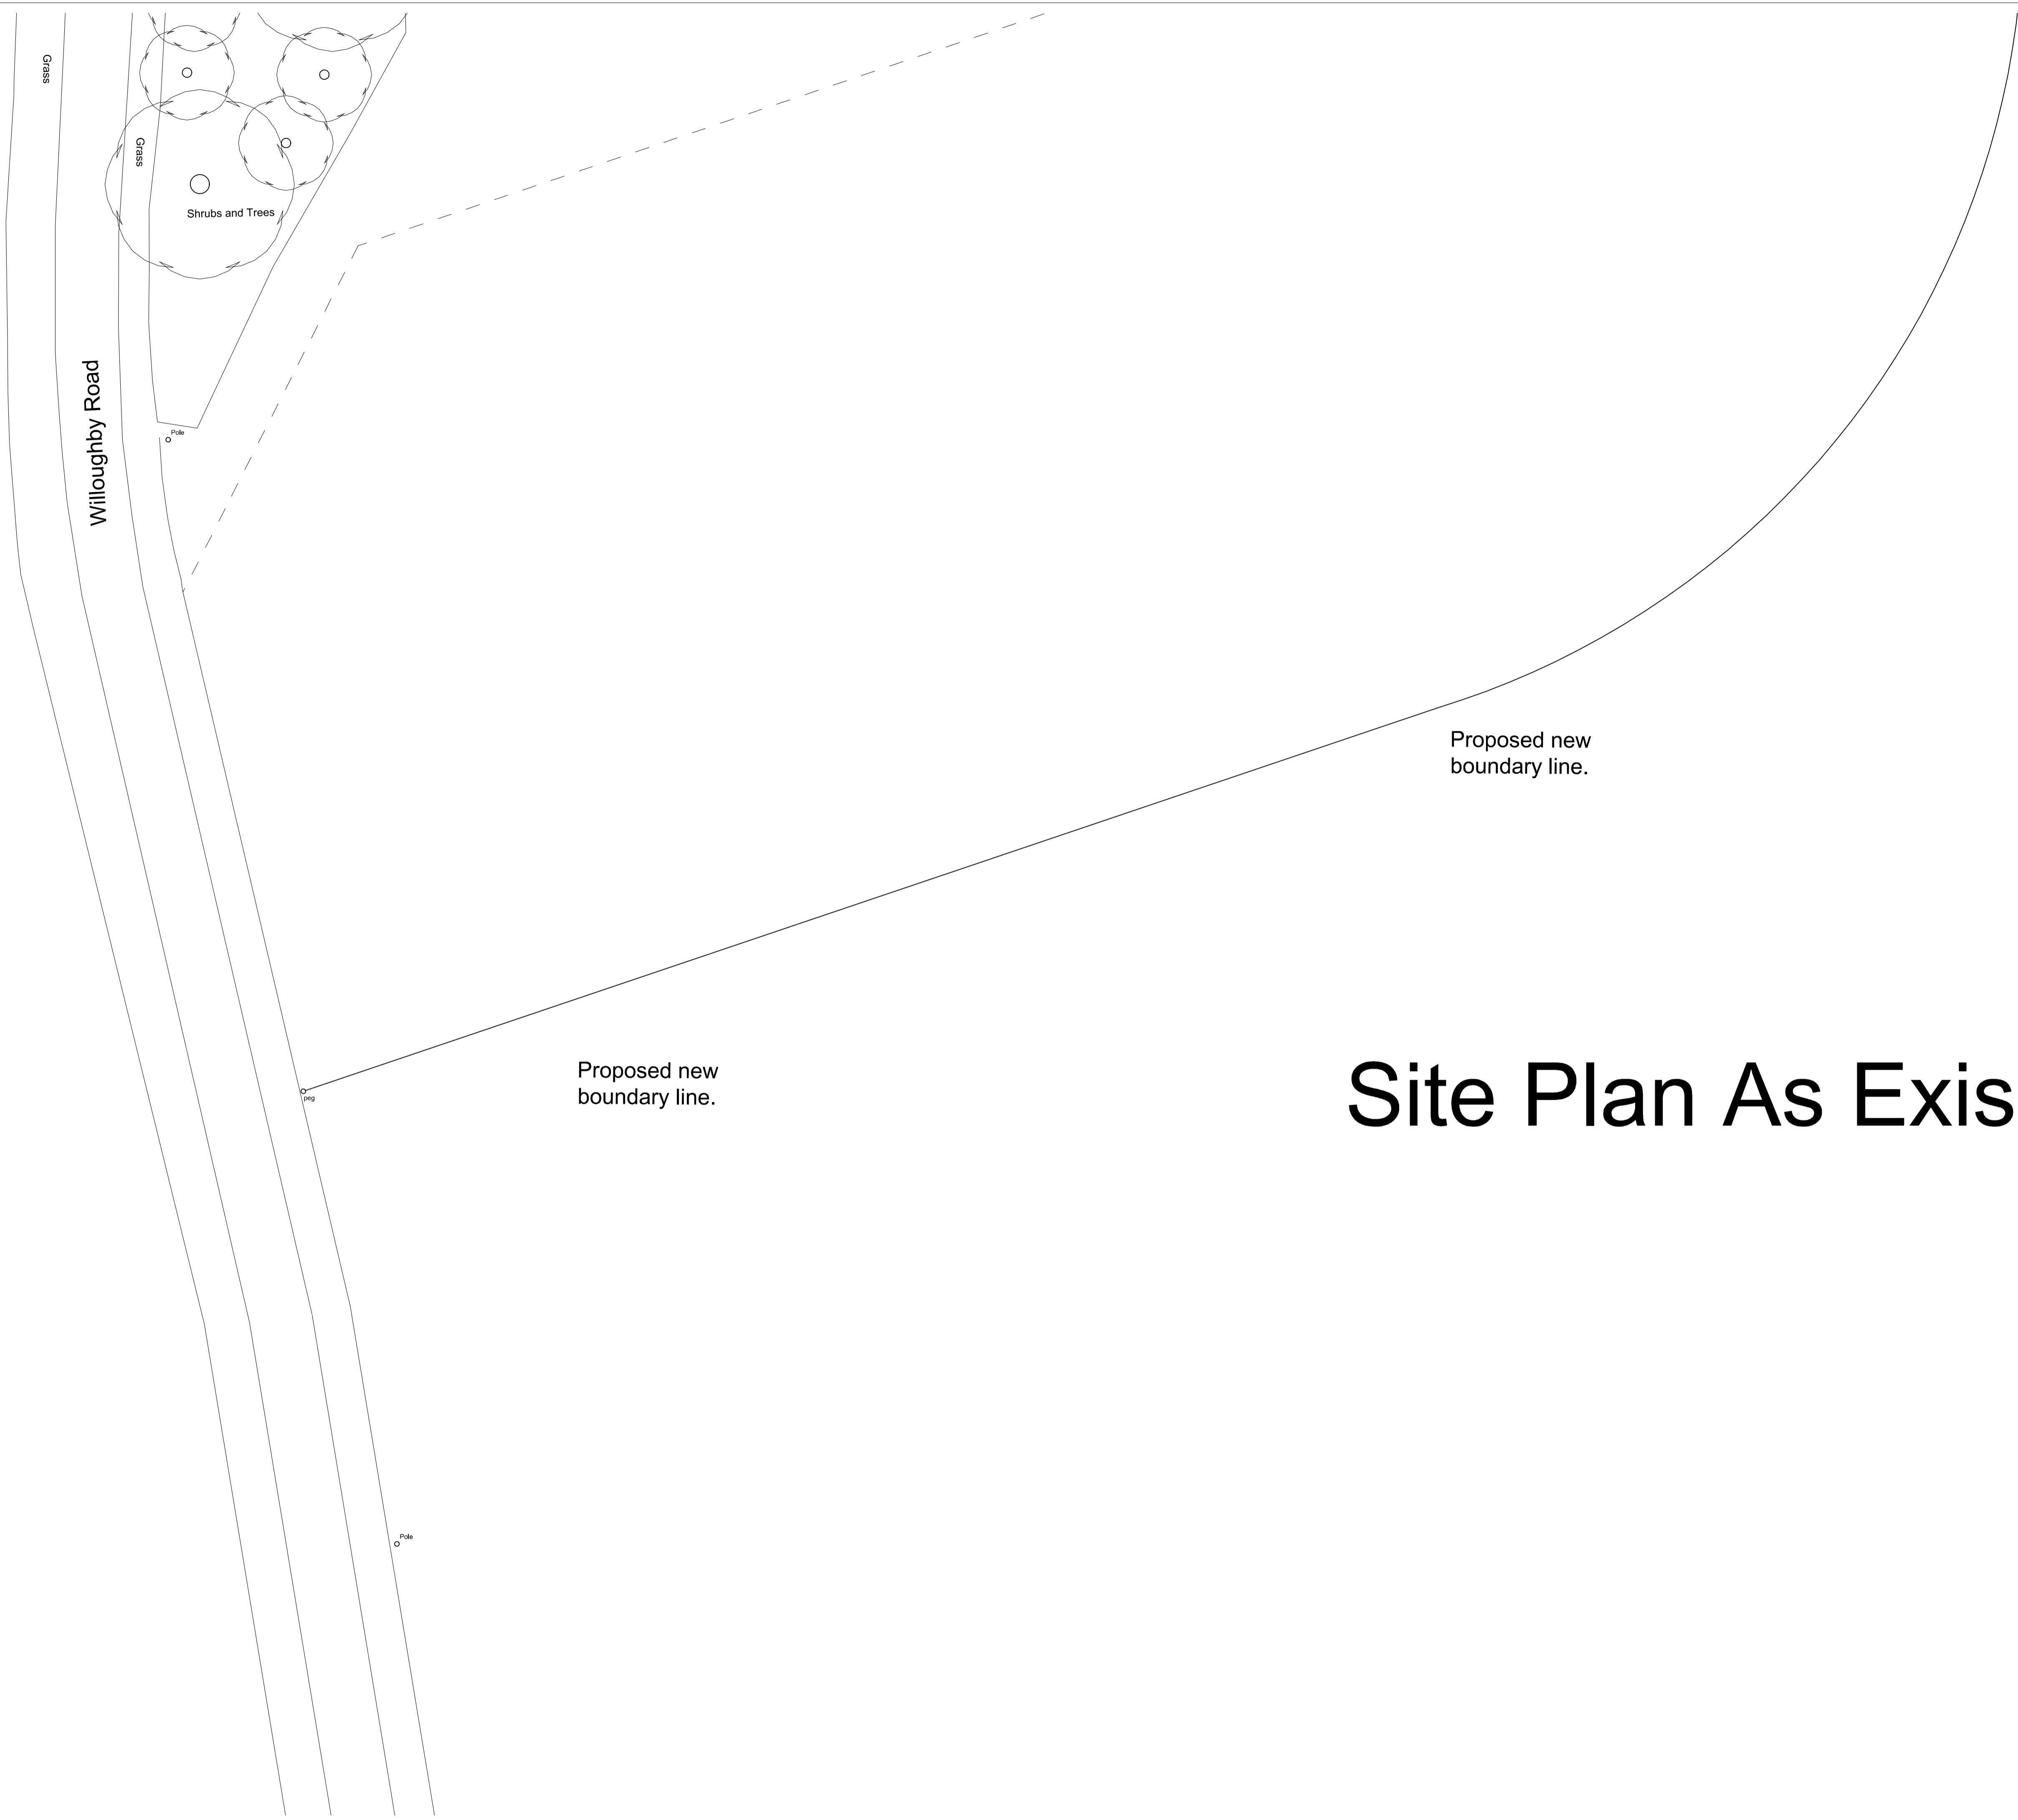 Grass
Grass
Shrubs and Trees
Willoughby Road
Polle
Proposed new
boundary line.
Proposed new
boundary line.
peg
Site Plan As Exis
Pole